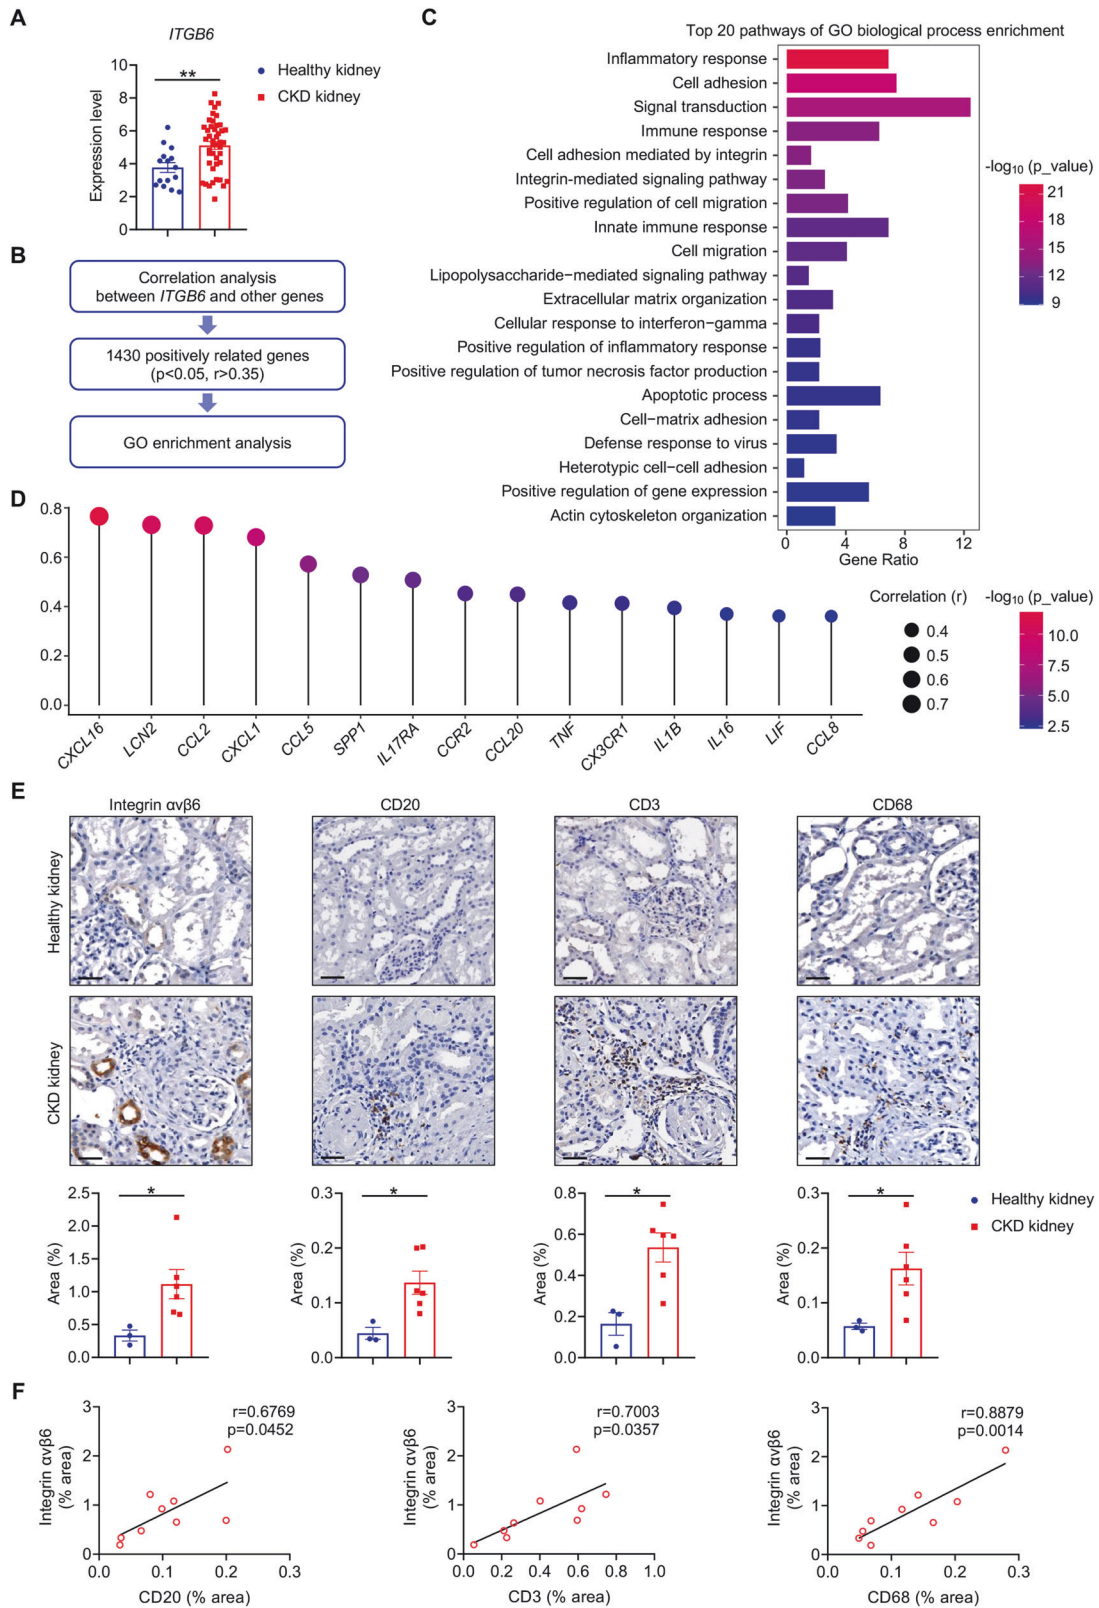 A
ITGB6
Expression level
10
8
6
4
2
0
**
Healthy kidney
CKD kidney
B
Correlation analysis
between ITGB6 and other genes
1430 positively related genes
(p<0.05, r>0.35)
GO enrichment analysis
C
Top 20 pathways of GO biological process enrichment
Inflammatory response
Cell adhesion
Signal transduction
Immune response
Cell adhesion mediated by integrin
Integrin-mediated signaling pathway
Positive regulation of cell migration
Innate immune response
Cell migration
Lipopolysaccharide−mediated signaling pathway
Extracellular matrix organization
Cellular response to interferon−gamma
Positive regulation of inflammatory response
Positive regulation of tumor necrosis factor production
Apoptotic process
Cell−matrix adhesion
Defense response to virus
Heterotypic cell−cell adhesion
Positive regulation of gene expression
Actin cytoskeleton organization
0 4 8 12
Gene Ratio
-log10 (p_value)
21
18
15
12
9
D
0.8
0.6
0.4
0.2
0.0
CXCL16 LCN2 CCL2 CXCL1 CCL5 SPP1 IL17RA CCR2 CCL20 TNF CX3CR1 IL1B IL16 LIF CCL8
Correlation (r)
0.4
0.5
0.6
0.7
-log10 (p_value)
10.0
7.5
5.0
2.5
E
Integrin αvβ6 CD20 CD3 CD68
Healthy kidney
CKD kidney
Area (%)
2.5
2.0
1.5
1.0
0.5
0.0
*
Area (%)
0.3
0.2
0.1
0.0
*
Area (%)
0.8
0.6
0.4
0.2
0.0
*
Area (%)
0.3
0.2
0.1
0.0
*
Healthy kidney
CKD kidney
F
Integrin αvβ6
(% area)
3
2
1
0
r=0.6769
p=0.0452
0.0 0.1 0.2 0.3
CD20 (% area)
Integrin αvβ6
(% area)
3
2
1
0
r=0.7003
p=0.0357
0.0 0.2 0.4 0.6 0.8 1.0
CD3 (% area)
Integrin αvβ6
(% area)
3
2
1
0
r=0.8879
p=0.0014
0.0 0.1 0.2 0.3
CD68 (% area)